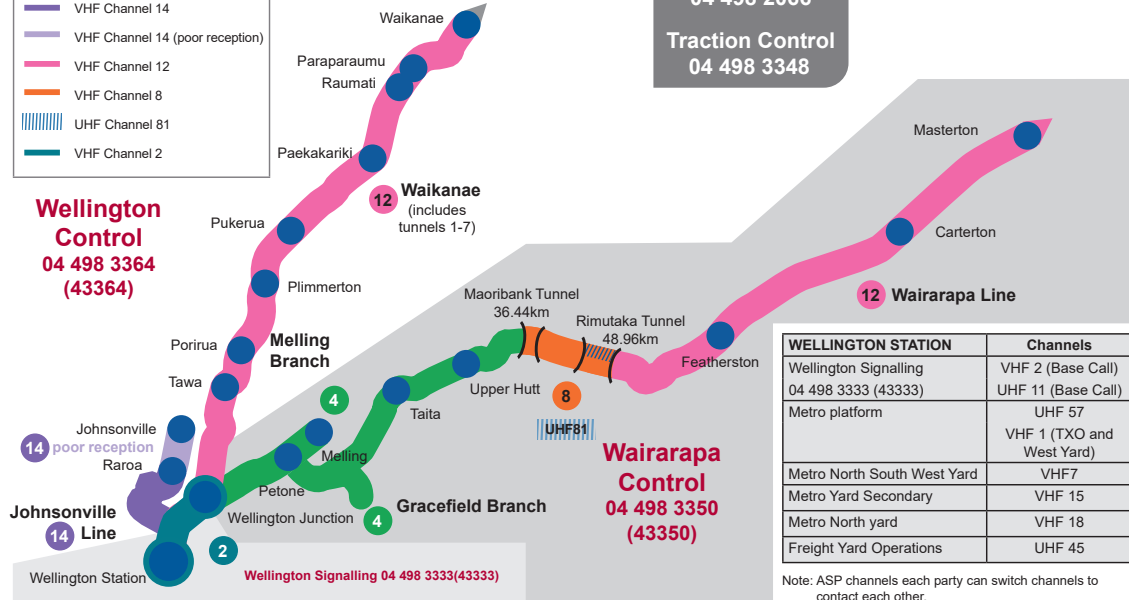 VHF Channel 14
VHF Channel 14 (poor reception)
VHF Channel 12
VHF Channel 8
UHF Channel 81
VHF Channel 2
Traction Control
04 498 3348
Waikanae
Paraparaumu
Raumati
Paekakariki
12
Waikanae
(includes
tunnels 1-7)
Wellington
Control
04 498 3364
(43364)
Pukerua
Plimmerton
Porirua
Melling
Branch
Tawa
4
Johnsonville
14
poor reception
Raroa
Johnsonville
Line
14
Wellington Station
2
Wellington Signalling 04 498 3333(43333)
Wellington Junction
Petone
Melling
4
Gracefield Branch
Taita
Upper Hutt
Maoribank Tunnel
36.44km
Rimutaka Tunnel
48.96km
8
UHF81
Wairarapa
Control
04 498 3350
(43350)
Featherston
12
Wairarapa Line
Carterton
Masterton
WELLINGTON STATION
Channels
Wellington Signalling
04 498 3333 (43333)
VHF 2 (Base Call)
UHF 11 (Base Call)
Metro platform
UHF 57
VHF 1 (TXO and
West Yard)
Metro North South West Yard
VHF7
Metro Yard Secondary
VHF 15
Metro North yard
VHF 18
Freight Yard Operations
UHF 45
Note: ASP channels each party can switch channels to
contact each other.